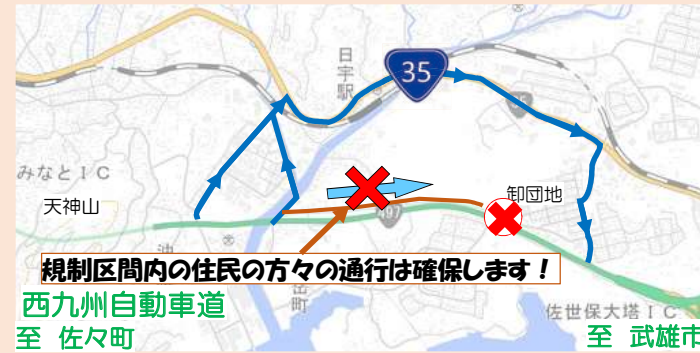 日宇駅
35
みなとIC
天神山
卸団地
497
規制区間内の住民の方々の通行は確保します！
西九州自動車道
至 佐々町
佐世保大塔IC
至 武雄市